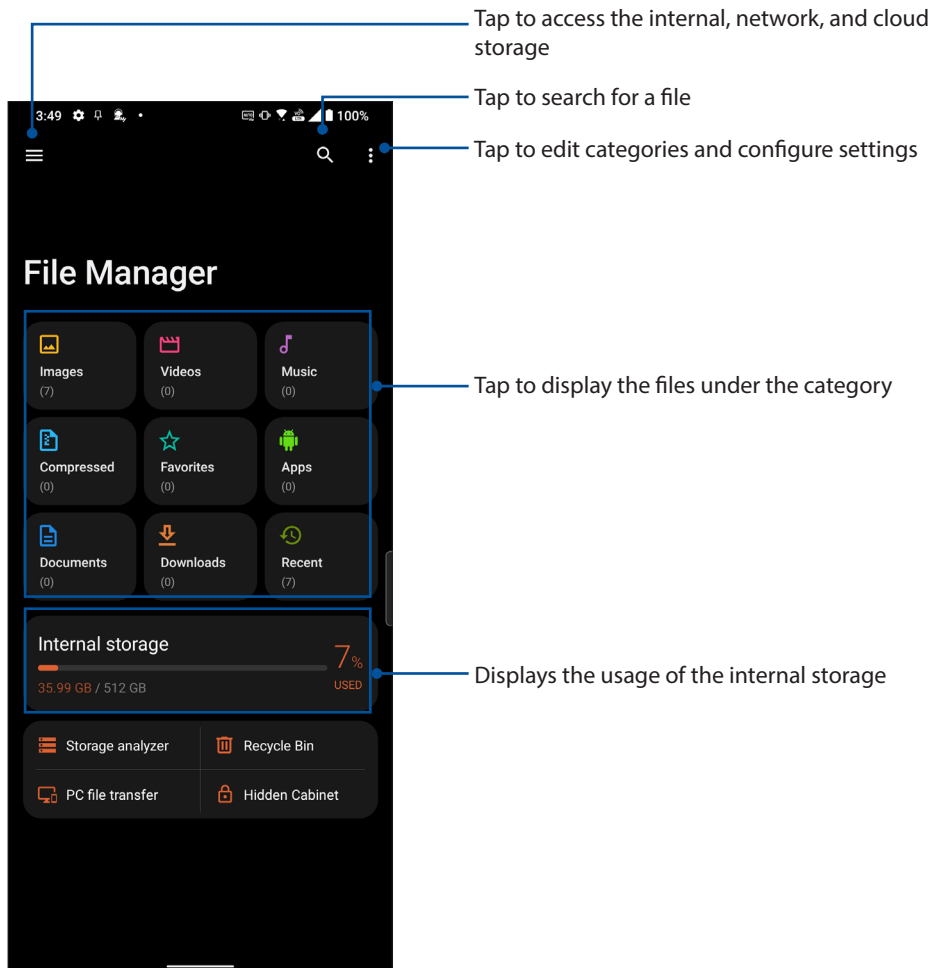 Tap to access the internal, network, and cloud
storage
Tap to search for a file
3:49 100%
Tap to edit categories and configure settings
File Manager
Images
(7)
Videos
(0)
Music
(0)
Tap to display the files under the category
Compressed
(0)
Favorites
(0)
Apps
(0)
Documents
(0)
Downloads
(0)
Recent
(7)
Internal storage
7%
35.99 GB / 512 GB
USED
Displays the usage of the internal storage
Storage analyzer
Recycle Bin
PC file transfer
Hidden Cabinet